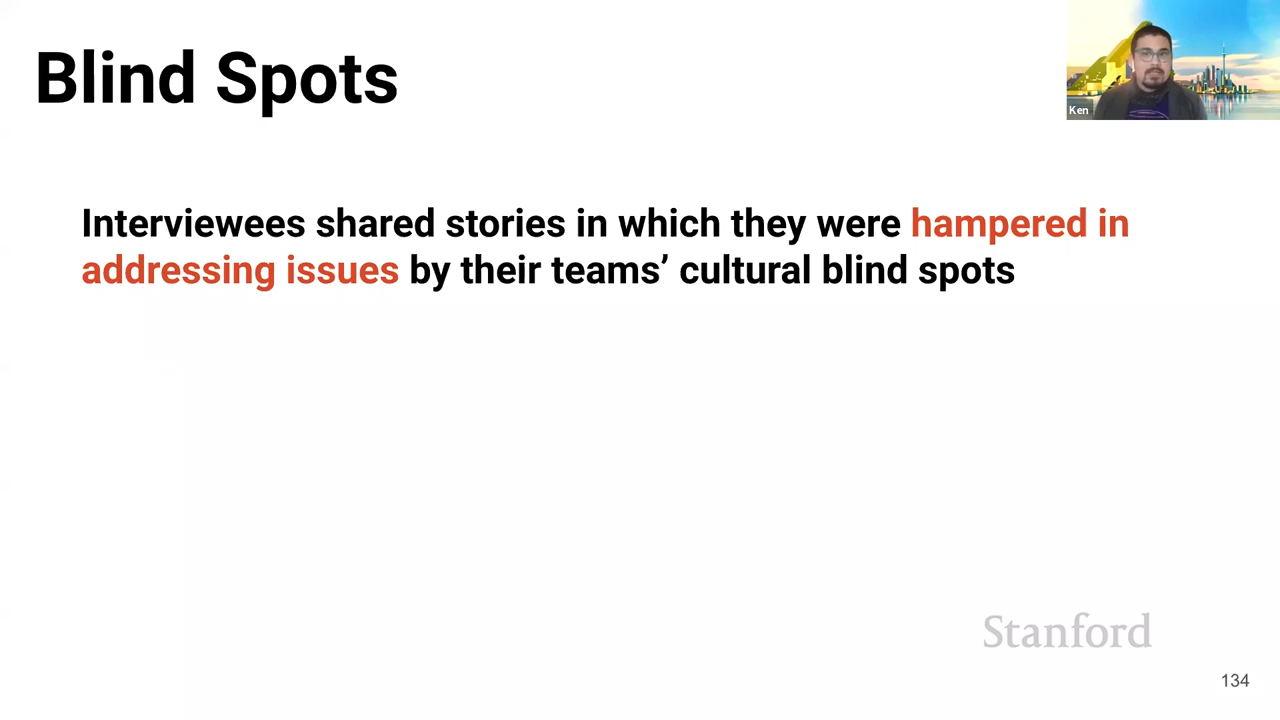 Blind Spots
Ken
Interviewees shared stories in which they were hampered in
addressing issues by their teams’ cultural blind spots
Stanford
134